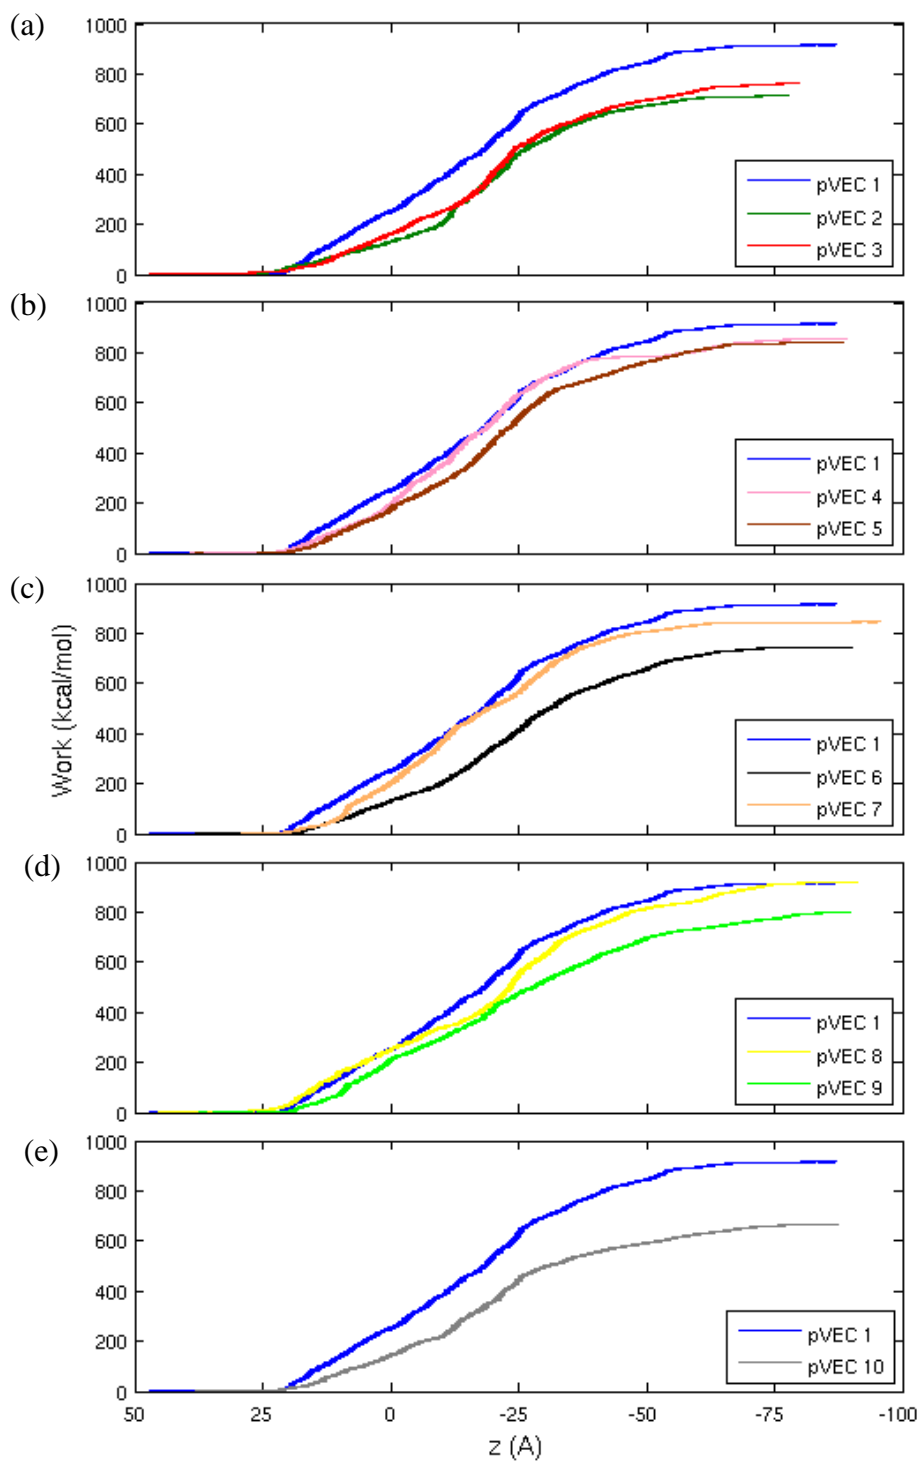 (a)
1000
800
600
400
200
0
pVEC 1
pVEC 2
pVEC 3
(b)
1000
800
600
400
200
0
pVEC 1
pVEC 4
pVEC 5
(c)
1000
800
600
400
200
0
Work (kcal/mol)
pVEC 1
pVEC 6
pVEC 7
(d)
1000
800
600
400
200
0
pVEC 1
pVEC 8
pVEC 9
(e)
1000
800
600
400
200
0
pVEC 1
pVEC 10
50 25 0 -25 -50 -75 -100
z (A)